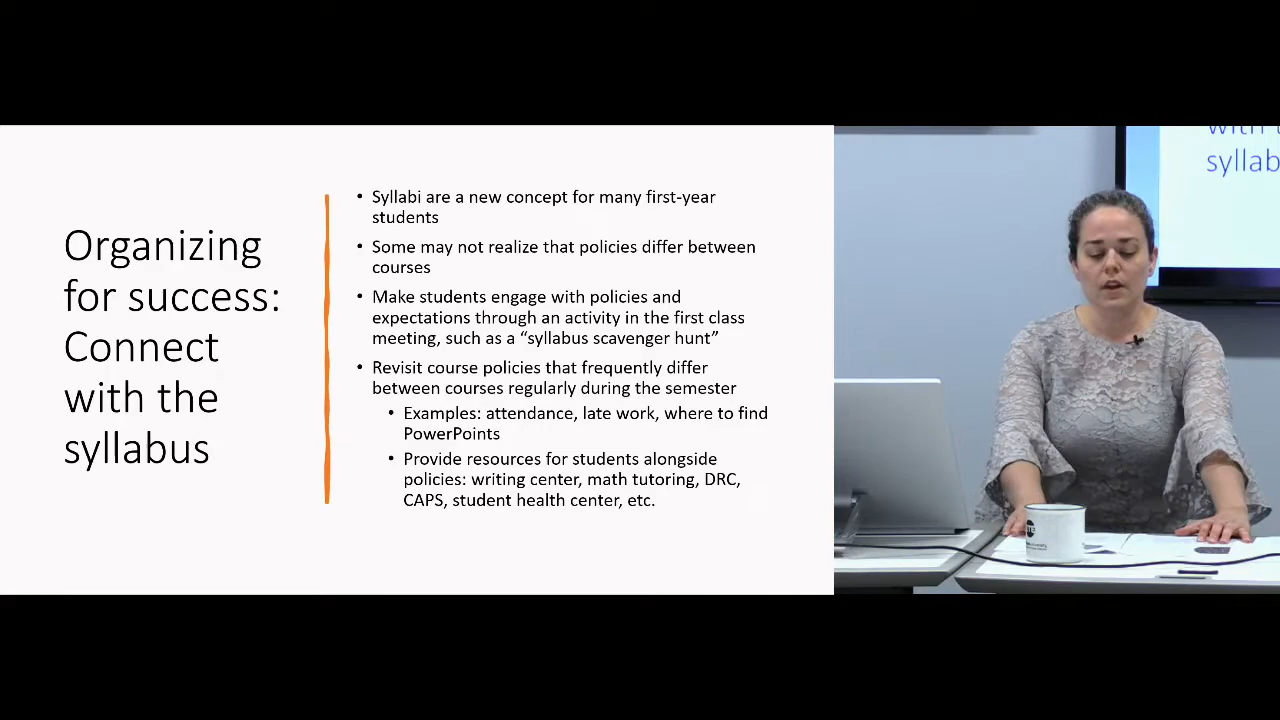 Organizing
for success:
Connect
with the
syllabus
• Syllabi are a new concept for many first-year
students
• Some may not realize that policies differ between
courses
• Make students engage with policies and
expectations through an activity in the first class
meeting, such as a “syllabus scavenger hunt”
• Revisit course policies that frequently differ
between courses regularly during the semester
• Examples: attendance, late work, where to find
PowerPoints
• Provide resources for students alongside
policies: writing center, math tutoring, DRC,
CAPS, student health center, etc.
with
syllab